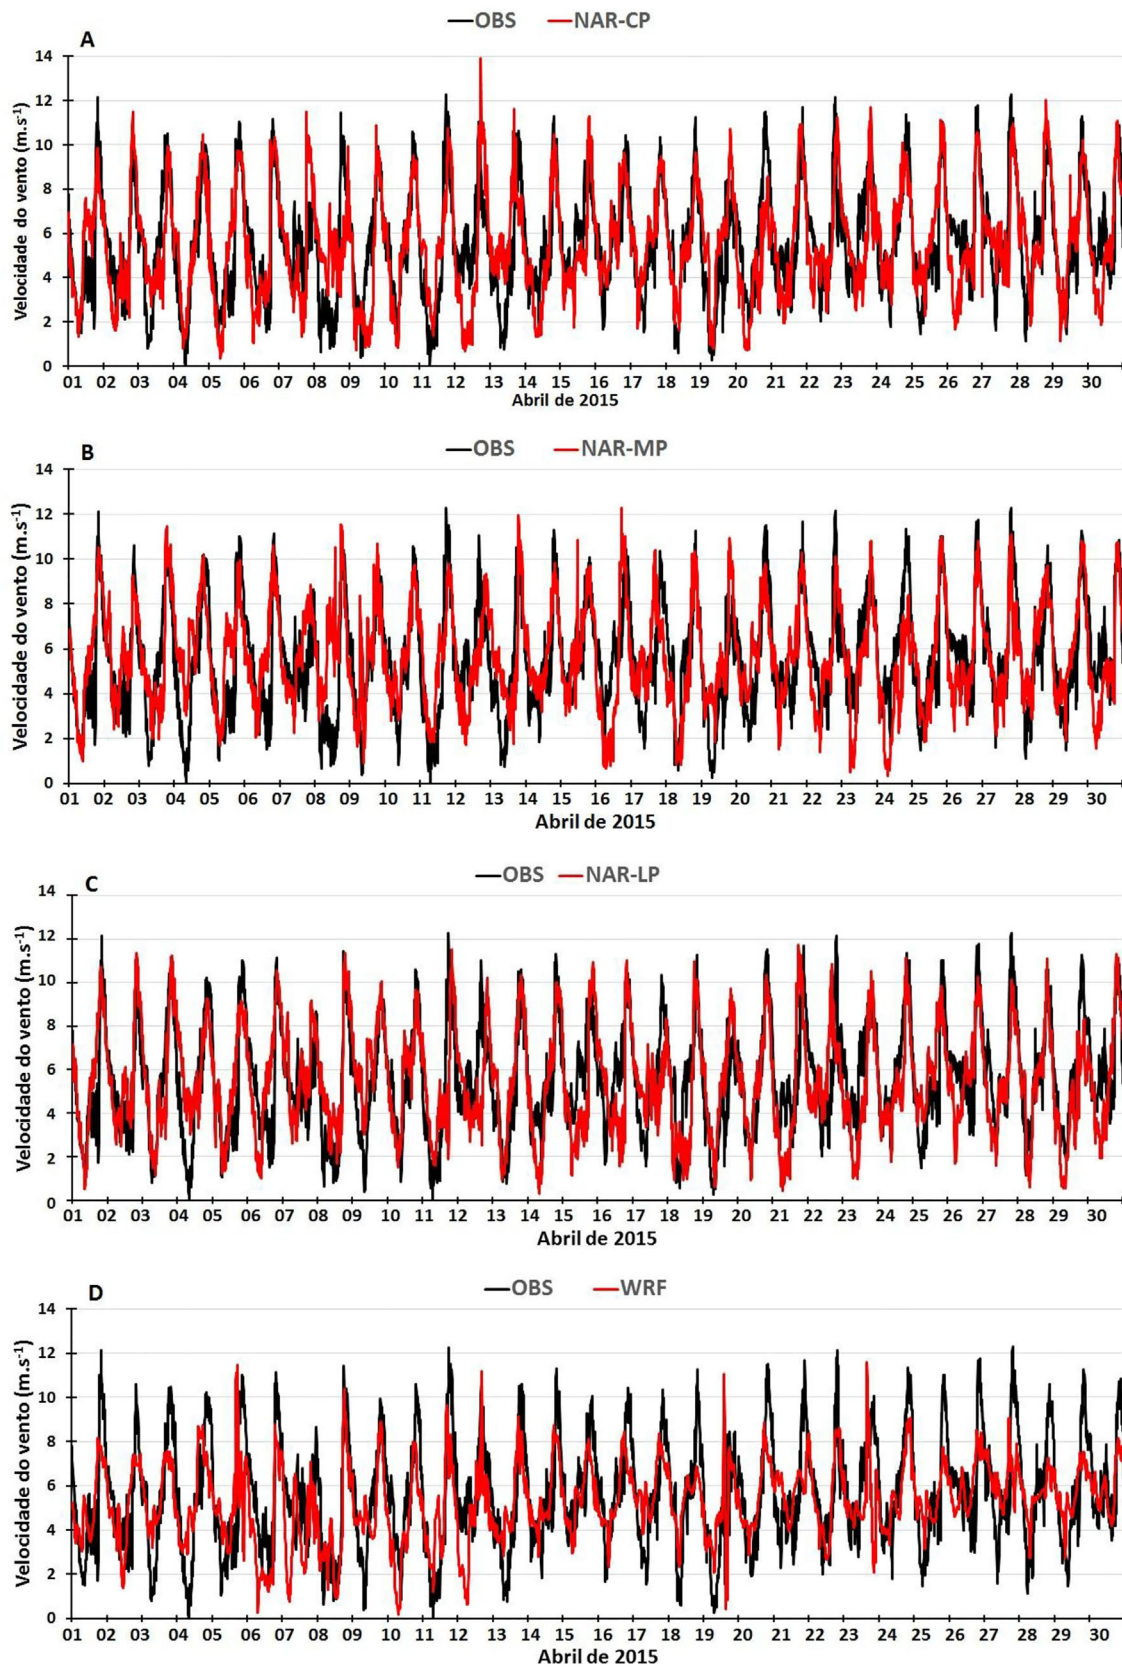 OBS NAR-CP
A
Velocidade do vento (m.s⁻¹)
14
12
10
8
6
4
2
0
01 02 03 04 05 06 07 08 09 10 11 12 13 14 15 16 17 18 19 20 21 22 23 24 25 26 27 28 29 30
Abril de 2015
OBS NAR-MP
B
Velocidade do vento (m.s⁻¹)
14
12
10
8
6
4
2
0
01 02 03 04 05 06 07 08 09 10 11 12 13 14 15 16 17 18 19 20 21 22 23 24 25 26 27 28 29 30
Abril de 2015
OBS NAR-LP
C
Velocidade do vento (m.s⁻¹)
14
12
10
8
6
4
2
0
01 02 03 04 05 06 07 08 09 10 11 12 13 14 15 16 17 18 19 20 21 22 23 24 25 26 27 28 29 30
Abril de 2015
OBS WRF
D
Velocidade do vento (m.s⁻¹)
14
12
10
8
6
4
2
0
01 02 03 04 05 06 07 08 09 10 11 12 13 14 15 16 17 18 19 20 21 22 23 24 25 26 27 28 29 30
Abril de 2015